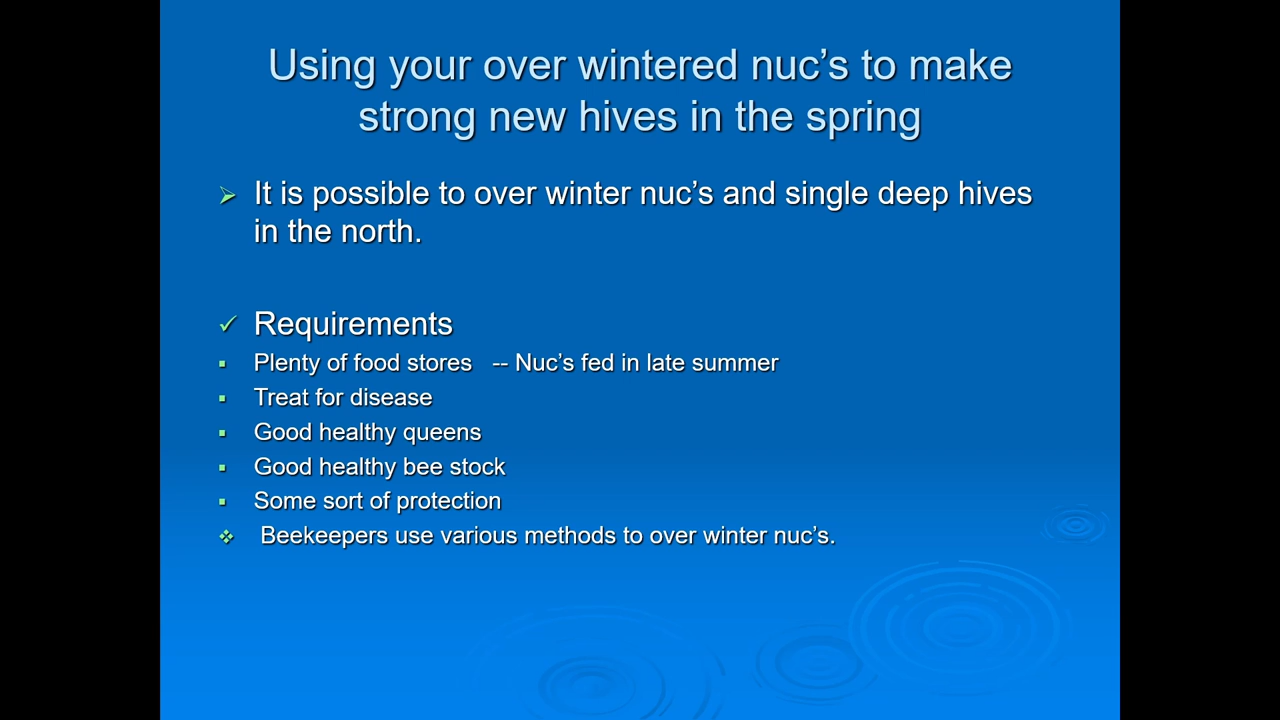 Using your over wintered nuc’s to make
strong new hives in the spring
It is possible to over winter nuc’s and single deep hives
in the north.
Requirements
Plenty of food stores -- Nuc’s fed in late summer
Treat for disease
Good healthy queens
Good healthy bee stock
Some sort of protection
Beekeepers use various methods to over winter nuc’s.